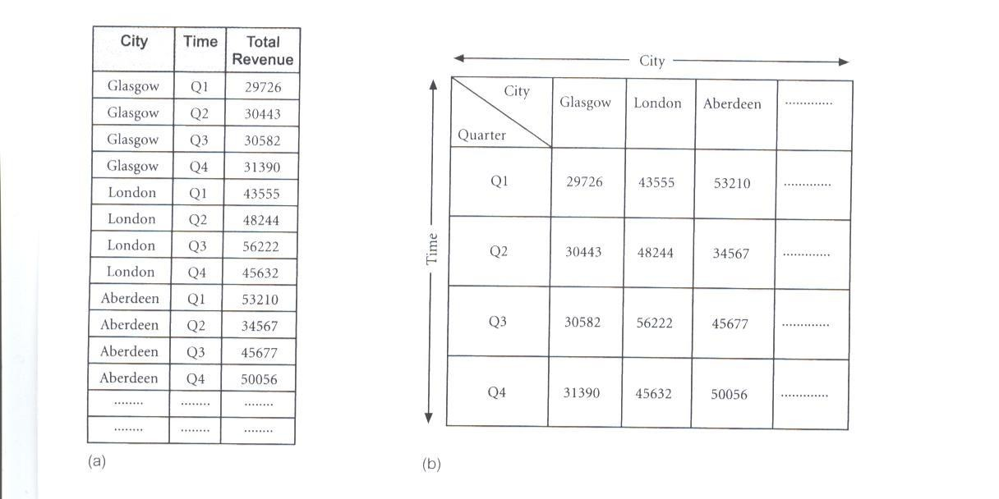 City Time Total Revenue
Glasgow Q1 29726
Glasgow Q2 30443
Glasgow Q3 30582
Glasgow Q4 31390
London Q1 43555
London Q2 48244
London Q3 56222
London Q4 45632
Aberdeen Q1 53210
Aberdeen Q2 34567
Aberdeen Q3 45677
Aberdeen Q4 50056
........ ........ ........
........ ........ ........
(a)
City
Time
City
Quarter
Glasgow London Aberdeen .............
Q1 29726 43555 53210 .............
Q2 30443 48244 34567 .............
Q3 30582 56222 45677 .............
Q4 31390 45632 50056 .............
(b)